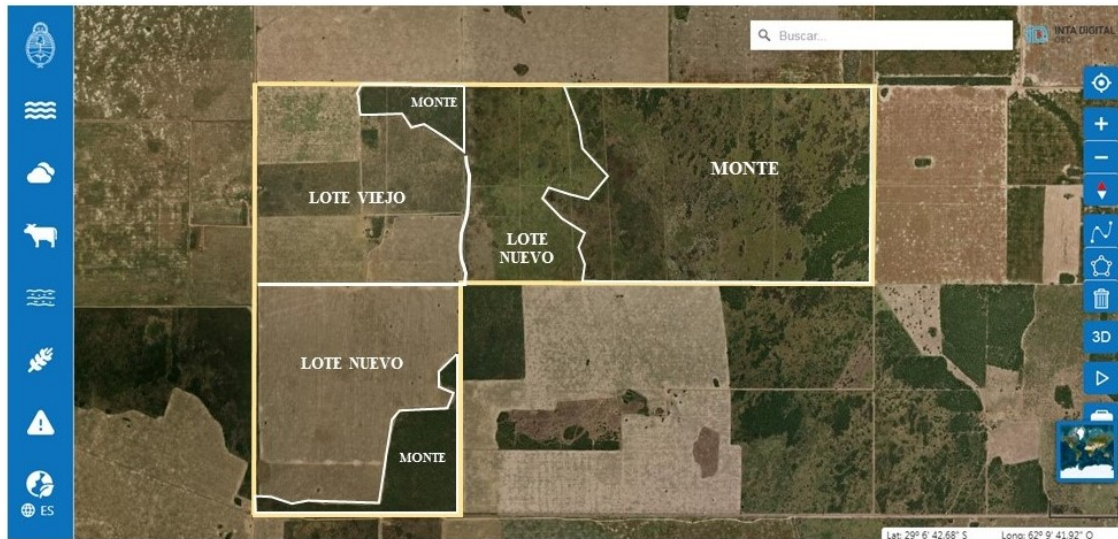 Buscar...
INTA DIGITAL
GEO
MONTE
MONTE
LOTE VIEJO
LOTE
NUEVO
LOTE NUEVO
MONTE
3D
ES
Lat: 29° 6' 42.68" S Long: 62° 9' 41.92" O